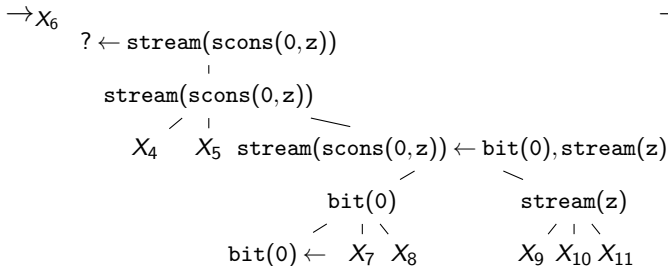 →X₆
? ← stream(scons(0,z))
stream(scons(0,z))
X₄ X₅ stream(scons(0,z)) ← bit(0),stream(z)
bit(0) stream(z)
bit(0) ← X₇ X₈ X₉ X₁₀ X₁₁